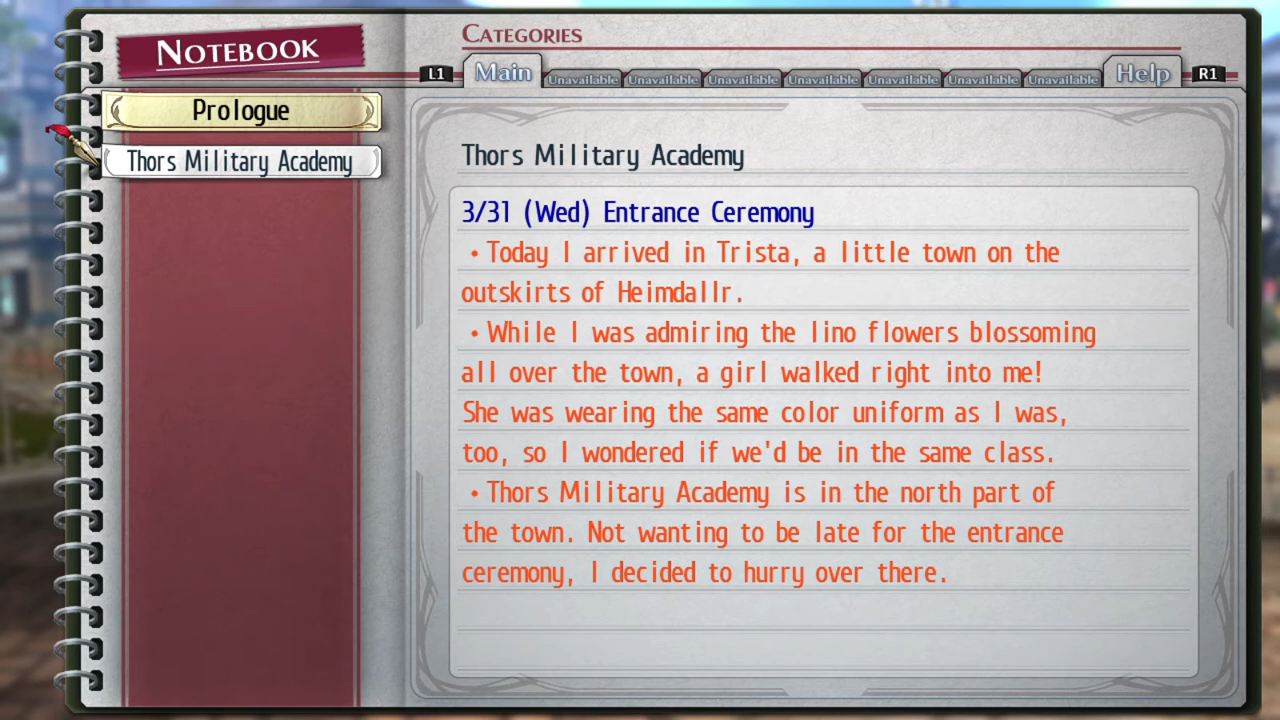 NOTEBOOK
CATEGORIES
L1 Main Unavailable Unavailable Unavailable Unavailable Unavailable Unavailable Unavailable Help R1
Prologue
Thors Military Academy
Thors Military Academy
3/31 (Wed) Entrance Ceremony
・Today I arrived in Trista, a little town on the
outskirts of Heimdallr.
・While I was admiring the lino flowers blossoming
all over the town, a girl walked right into me!
She was wearing the same color uniform as I was,
too, so I wondered if we'd be in the same class.
・Thors Military Academy is in the north part of
the town. Not wanting to be late for the entrance
ceremony, I decided to hurry over there.